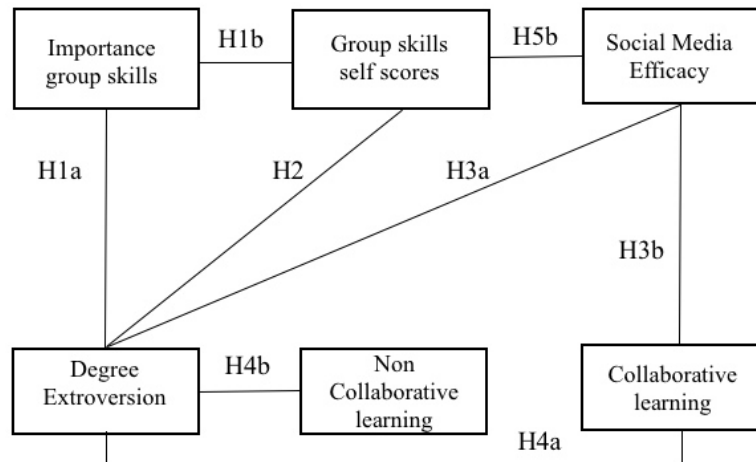 Importance
group skills
H1b
Group skills
self scores
H5b
Social Media
Efficacy
H1a
H2
H3a
H3b
Degree
Extroversion
H4b
Non
Collaborative
learning
Collaborative
learning
H4a